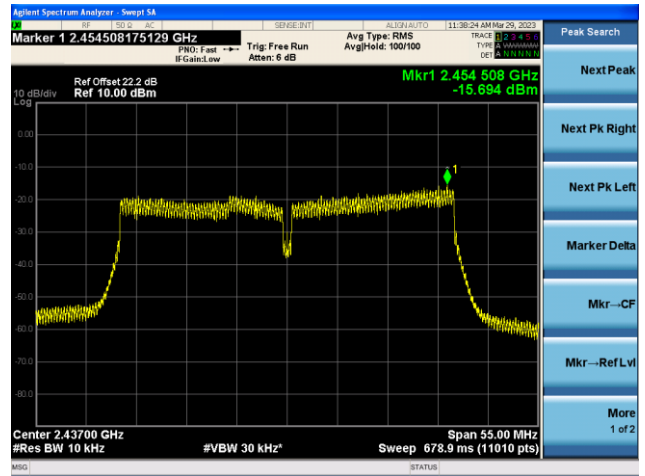 Agilent Spectrum Analyzer - Swept SA
RF 50 Ω AC SENSE:INT ALIGNAUTO 11:38:24 AM Mar 29, 2023
Marker 1 2.454508175129 GHz
PNO: Fast
IFGain:Low
Trig: Free Run
Atten: 6 dB
Avg Type: RMS
Avg|Hold: 100/100
TRACE 1 2 3 4 5 6
TYPE A WWWWW
DET A N N N N N
Ref Offset 22.2 dB
Ref 10.00 dBm
10 dB/div
Log
Mkr1 2.454 508 GHz
-15.694 dBm
1
0.00
-10.0
-20.0
-30.0
-40.0
-50.0
-60.0
-70.0
-80.0
Center 2.43700 GHz
Span 55.00 MHz
#Res BW 10 kHz
#VBW 30 kHz*
Sweep 678.9 ms (11010 pts)
MSG
STATUS
Peak Search
Next Peak
Next Pk Right
Next Pk Left
Marker Delta
Mkr→CF
Mkr→Ref Lvl
More
1 of 2